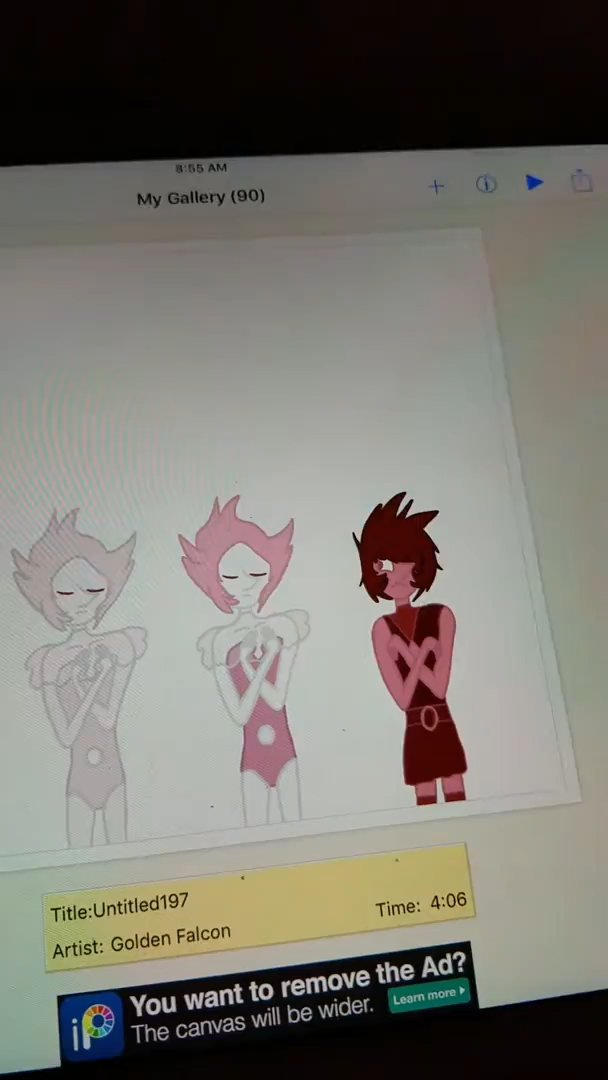 8:55 AM
My Gallery (90)
Title:Untitled197
Time: 4:06
Artist: Golden Falcon
You want to remove the Ad?
The canvas will be wider.
Learn more
iP